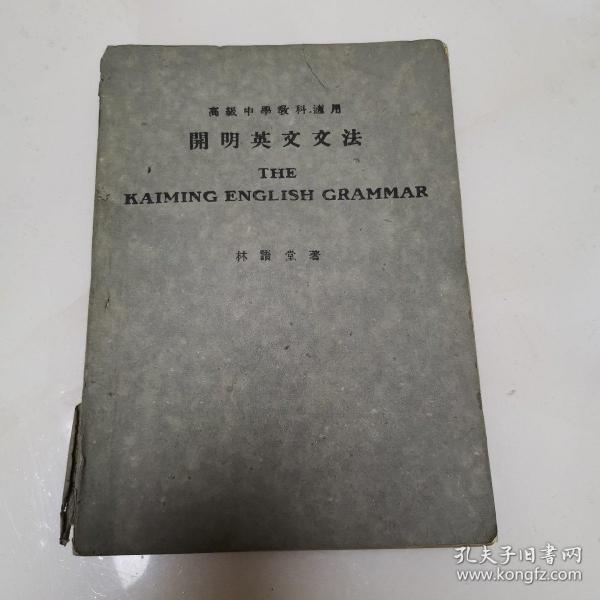 高級中學教科適用
開明英文文法
THE
KAIMING ENGLISH GRAMMAR
林語堂著
孔夫子旧书网
www.kongfz.com